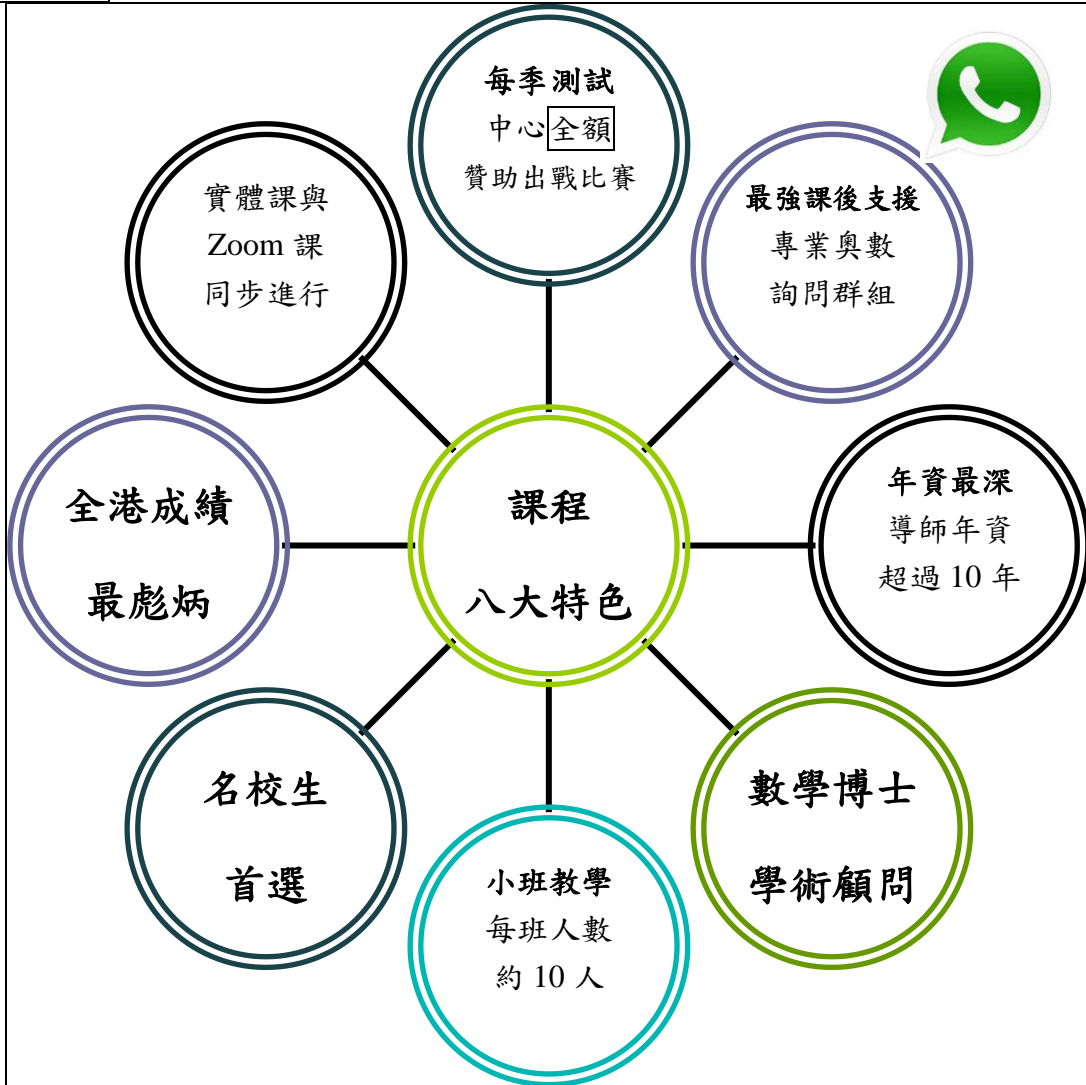 每季測試
中心全額
贊助出戰比賽
實體課與
Zoom 課
同步進行
最強課後支援
專業奧數
詢問群組
全港成績
最彪炳
課程
八大特色
年資最深
導師年資
超過 10 年
名校生
首選
小班教學
每班人數
約 10 人
數學博士
學術顧問